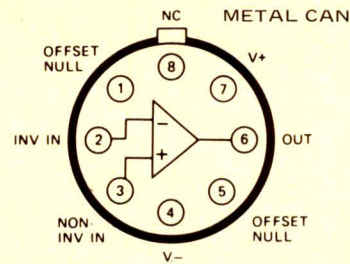 NC
METAL CAN
OFFSET
NULL
V+
8
1
7
INV IN
2
−
6
OUT
+
3
5
NON-
INV IN
4
OFFSET
NULL
V−